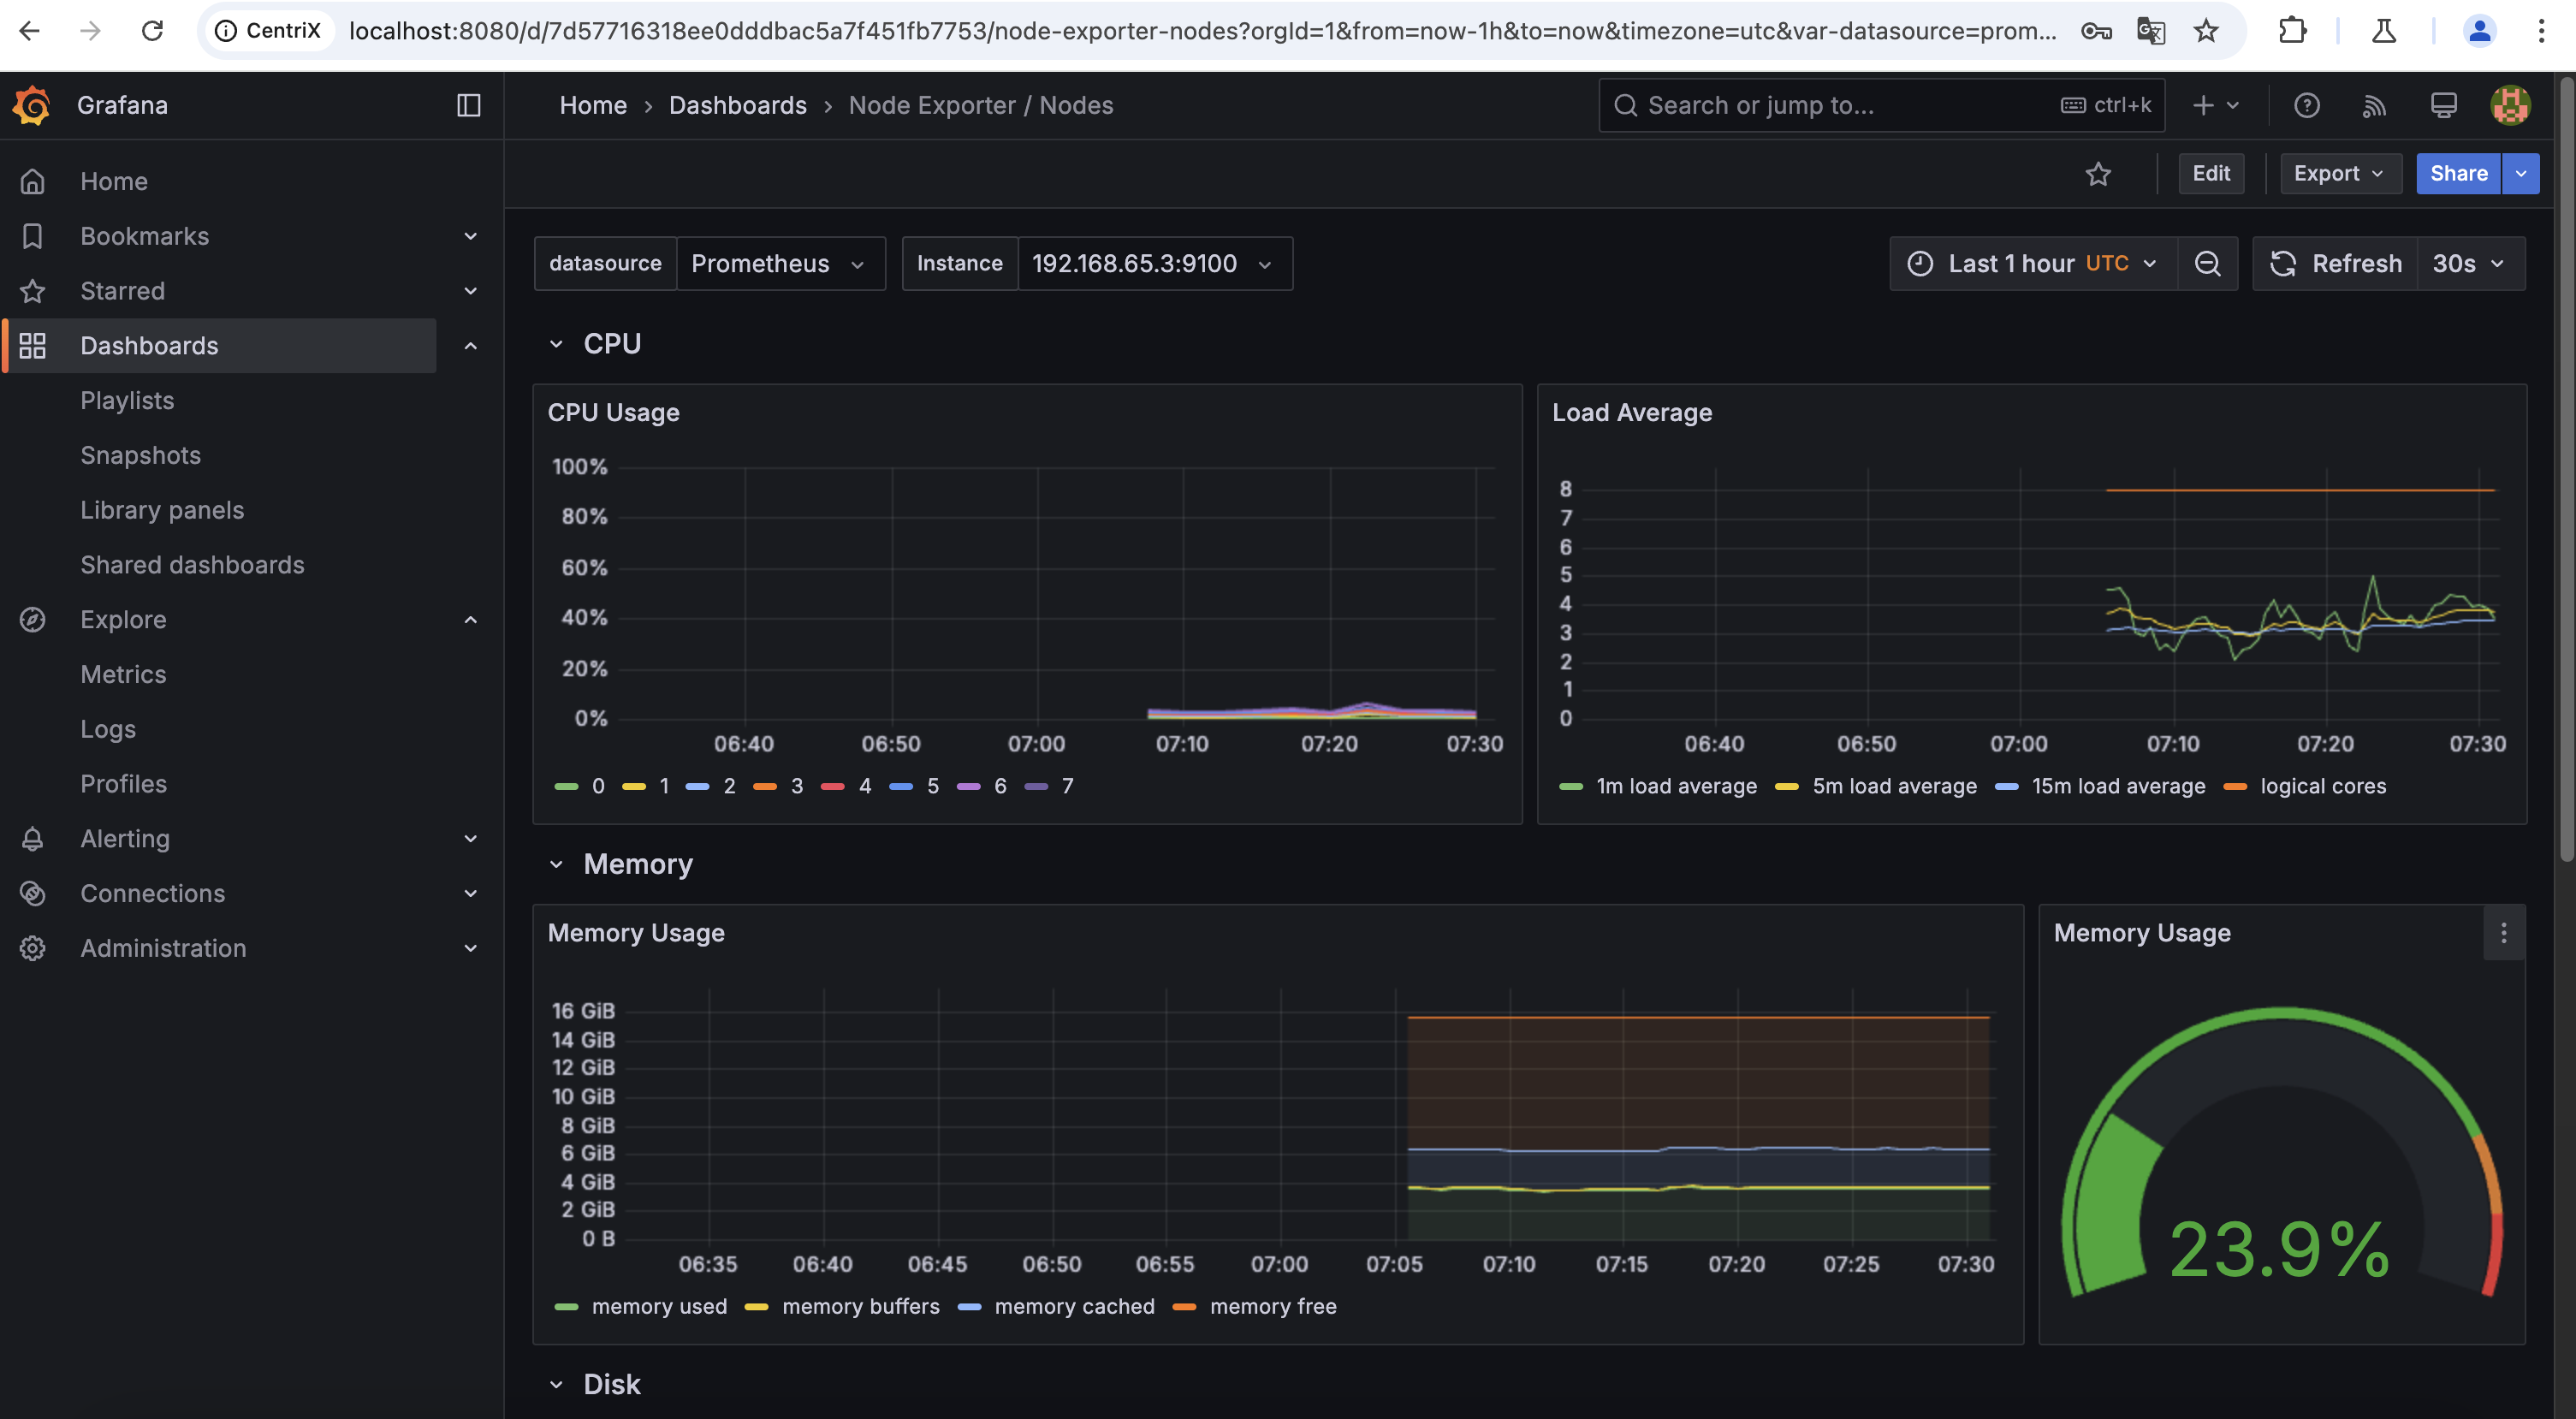 CentriX
localhost:8080/d/7d57716318ee0dddbac5a7f451fb7753/node-exporter-nodes?orgId=1&from=now-1h&to=now&timezone=utc&var-datasource=prom...
Grafana
Home › Dashboards › Node Exporter / Nodes
Search or jump to...
ctrl+k
Home
Bookmarks
Starred
Dashboards
Playlists
Snapshots
Library panels
Shared dashboards
Explore
Metrics
Logs
Profiles
Alerting
Connections
Administration
Edit
Export
Share
datasource Prometheus
Instance 192.168.65.3:9100
Last 1 hour UTC
Refresh 30s
CPU
CPU Usage
100%
80%
60%
40%
20%
0%
06:40 06:50 07:00 07:10 07:20 07:30
0 1 2 3 4 5 6 7
Load Average
8
7
6
5
4
3
2
1
0
06:40 06:50 07:00 07:10 07:20 07:30
1m load average 5m load average 15m load average logical cores
Memory
Memory Usage
16 GiB
14 GiB
12 GiB
10 GiB
8 GiB
6 GiB
4 GiB
2 GiB
0 B
06:35 06:40 06:45 06:50 06:55 07:00 07:05 07:10 07:15 07:20 07:25 07:30
memory used memory buffers memory cached memory free
Memory Usage
23.9%
Disk